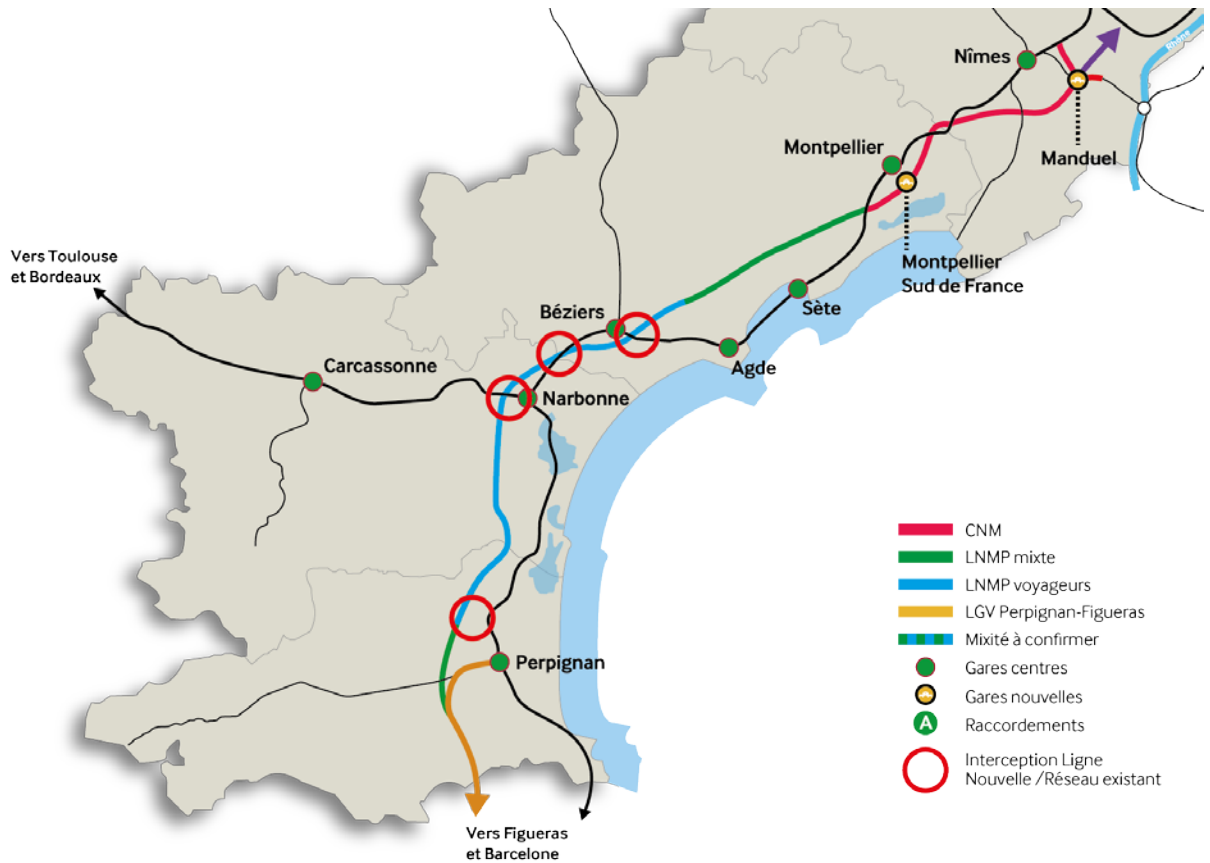 Nîmes
Rhône
Montpellier
Manduel
Vers Toulouse
et Bordeaux
Montpellier
Sud de France
Béziers
Sète
Agde
Carcassonne
Narbonne
Perpignan
Vers Figueras
et Barcelone
CNM
LNMP mixte
LNMP voyageurs
LGV Perpignan-Figueras
Mixité à confirmer
Gares centres
Gares nouvelles
A Raccordements
Interception Ligne
Nouvelle /Réseau existant